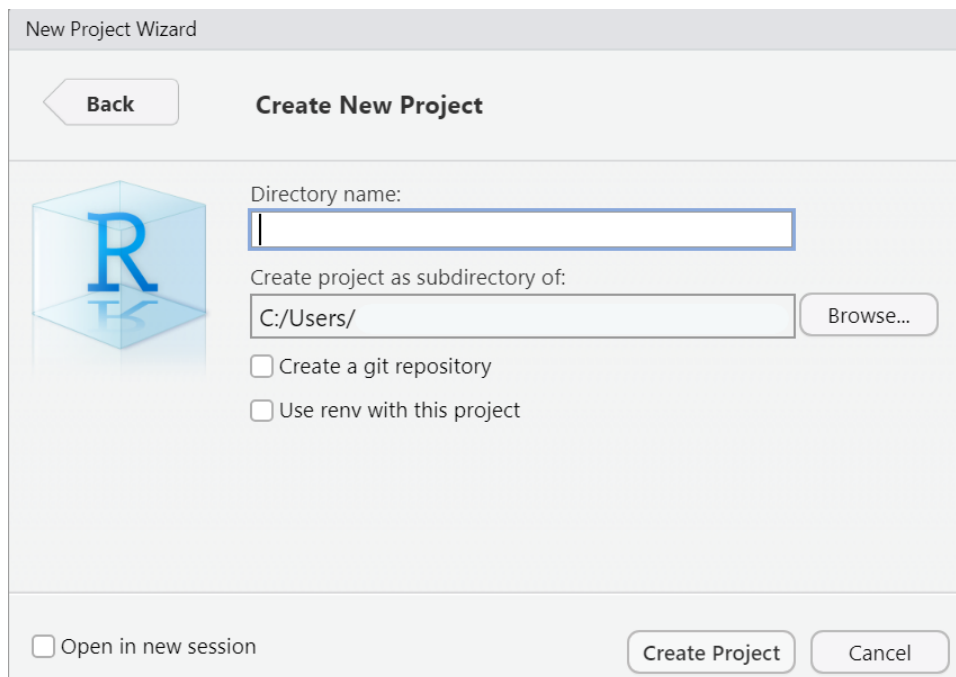 New Project Wizard
Back
Create New Project
R
Directory name:
Create project as subdirectory of:
C:/Users/
Browse...
Create a git repository
Use renv with this project
Open in new session
Create Project
Cancel